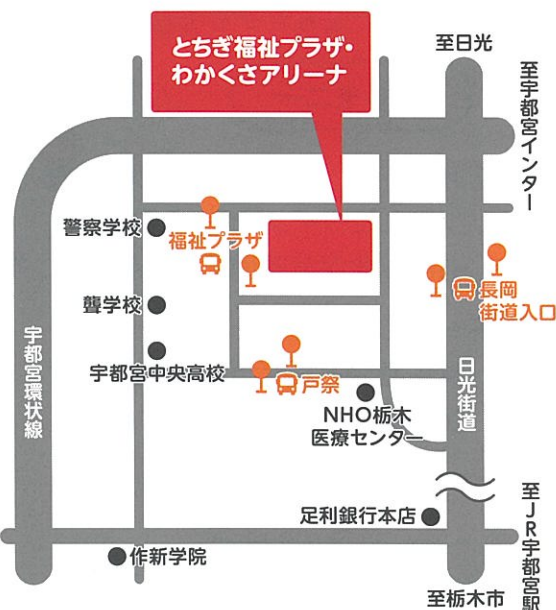 とちぎ福祉プラザ・
わかくさアリーナ
至日光
至宇都宮インター
警察学校
福祉プラザ
聾学校
長岡
街道入口
宇都宮環状線
宇都宮中央高校
戸祭
日光街道
NHO栃木
医療センター
足利銀行本店
至JR宇都宮駅
作新学院
至栃木市